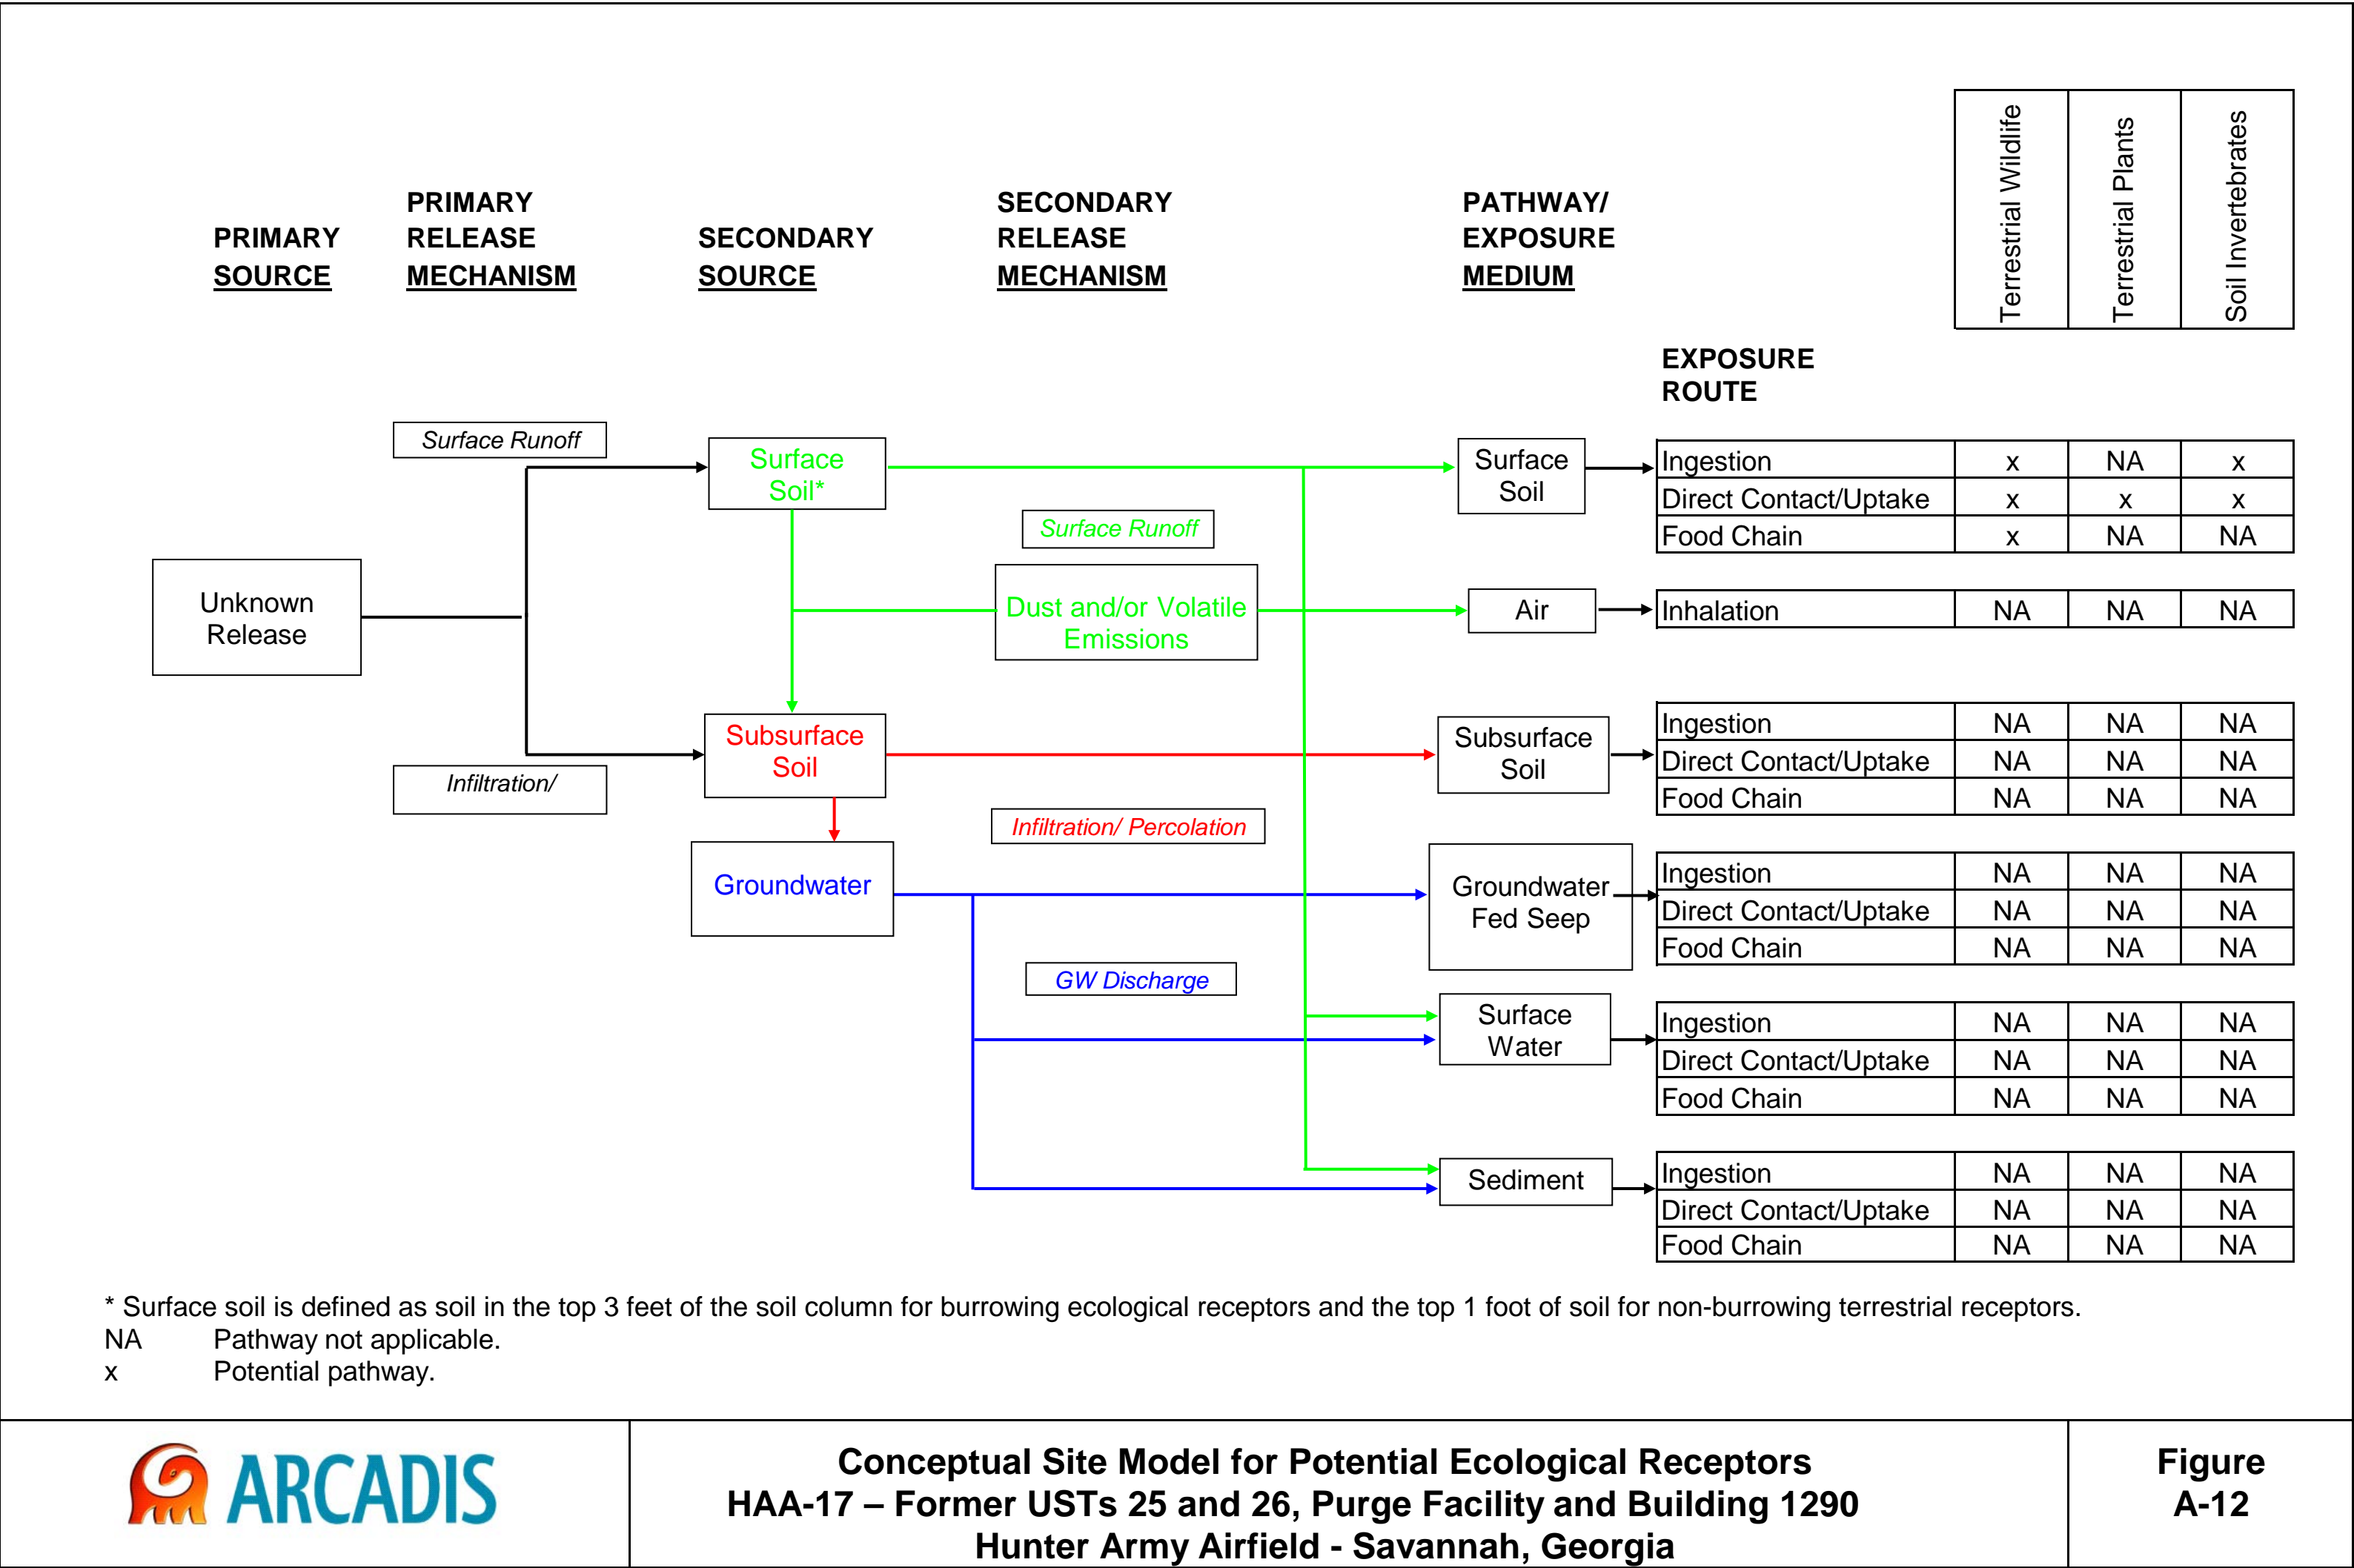 Terrestrial Wildlife
Terrestrial Plants
Soil Invertebrates
PRIMARY
SOURCE
PRIMARY
RELEASE
MECHANISM
SECONDARY
SOURCE
SECONDARY
RELEASE
MECHANISM
PATHWAY/
EXPOSURE
MEDIUM
EXPOSURE
ROUTE
Surface Runoff
Surface
Soil*
Surface
Soil
Ingestion x NA x
Direct Contact/Uptake x x x
Food Chain x NA NA
Surface Runoff
Unknown
Release
Dust and/or Volatile
Emissions
Air
Inhalation NA NA NA
Subsurface
Soil
Subsurface
Soil
Ingestion NA NA NA
Direct Contact/Uptake NA NA NA
Food Chain NA NA NA
Infiltration/
Infiltration/ Percolation
Groundwater
Groundwater
Fed Seep
Ingestion NA NA NA
Direct Contact/Uptake NA NA NA
Food Chain NA NA NA
GW Discharge
Surface
Water
Ingestion NA NA NA
Direct Contact/Uptake NA NA NA
Food Chain NA NA NA
Sediment
Ingestion NA NA NA
Direct Contact/Uptake NA NA NA
Food Chain NA NA NA
* Surface soil is defined as soil in the top 3 feet of the soil column for burrowing ecological receptors and the top 1 foot of soil for non-burrowing terrestrial receptors.
NA Pathway not applicable.
x Potential pathway.
ARCADIS
Conceptual Site Model for Potential Ecological Receptors
HAA-17 – Former USTs 25 and 26, Purge Facility and Building 1290
Hunter Army Airfield - Savannah, Georgia
Figure
A-12